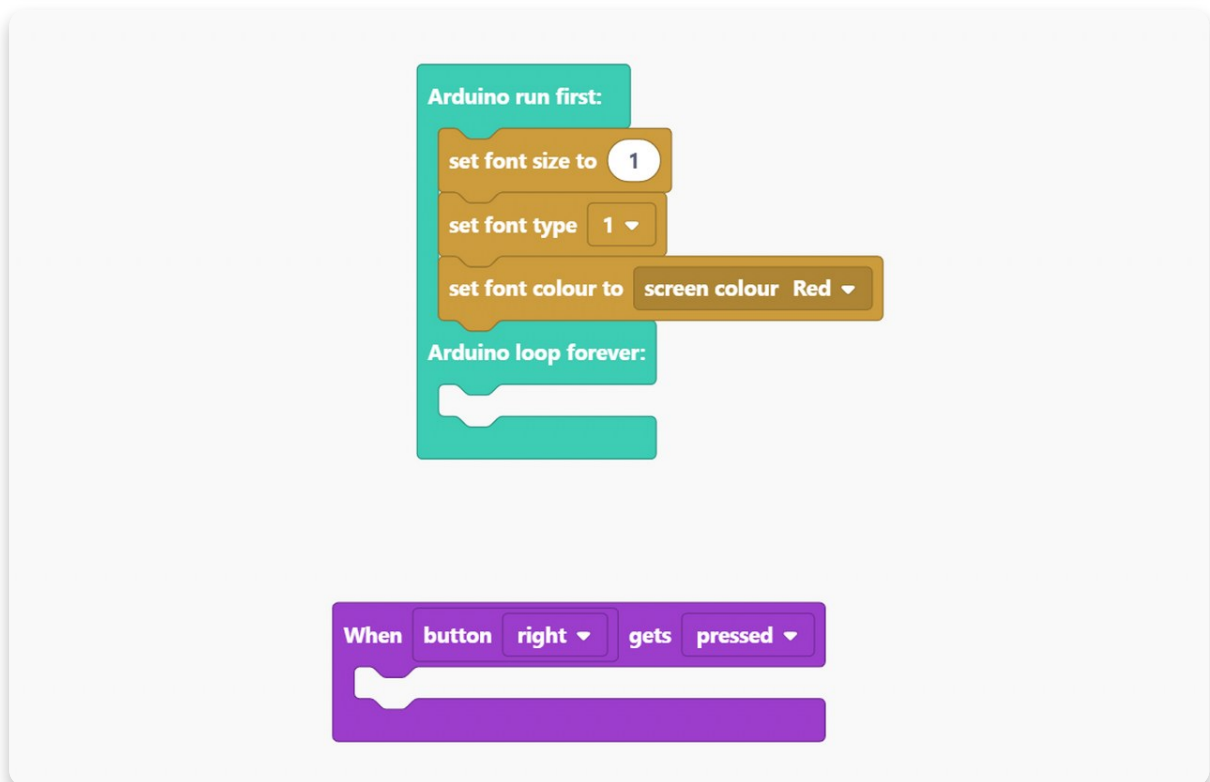 Arduino run first:
set font size to 1
set font type 1
set font colour to screen colour Red
Arduino loop forever:
When button right gets pressed